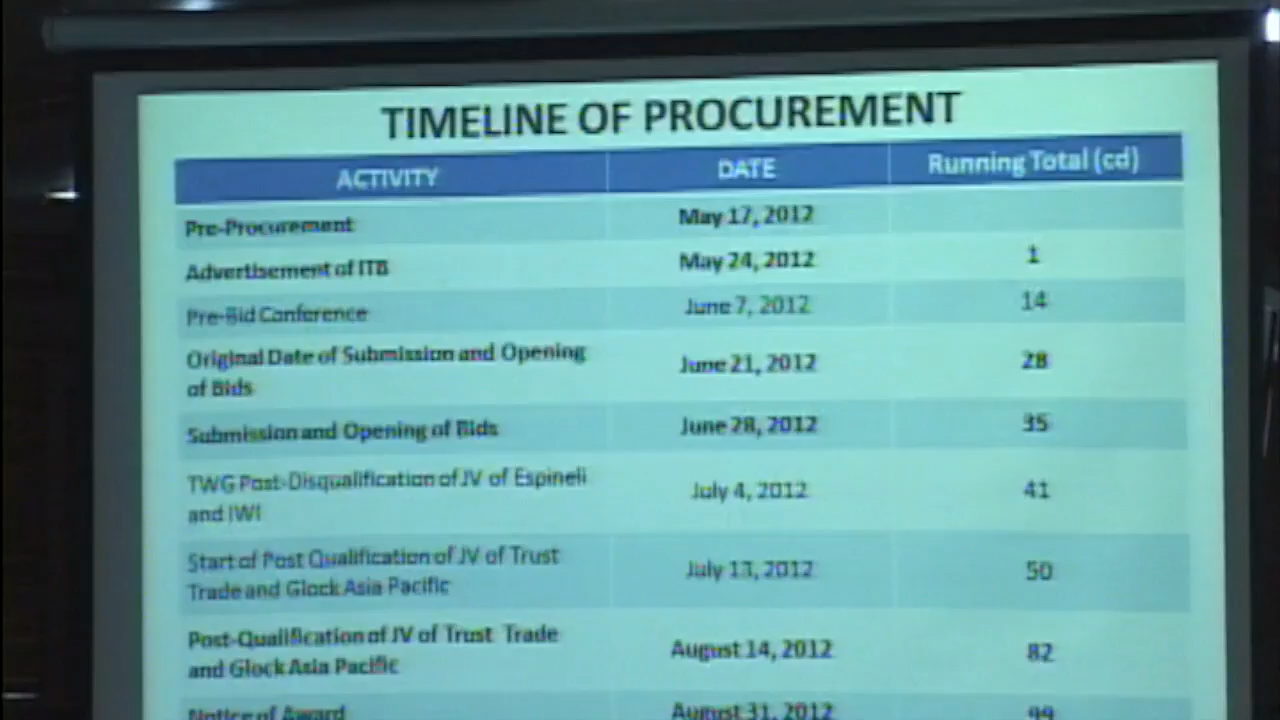 TIMELINE OF PROCUREMENT
ACTIVITY DATE Running Total (cd)
Pre-Procurement May 17, 2012
Advertisement of ITB May 24, 2012 1
Pre-Bid Conference June 7, 2012 14
Original Date of Submission and Opening
of Bids June 21, 2012 28
Submission and Opening of Bids June 28, 2012 35
TWG Post-Disqualification of JV of Espineli
and IWI July 4, 2012 41
Start of Post Qualification of JV of Trust
Trade and Glock Asia Pacific July 13, 2012 50
Post-Qualification of JV of Trust Trade
and Glock Asia Pacific August 14, 2012 82
Notice of Award August 31, 2012 99